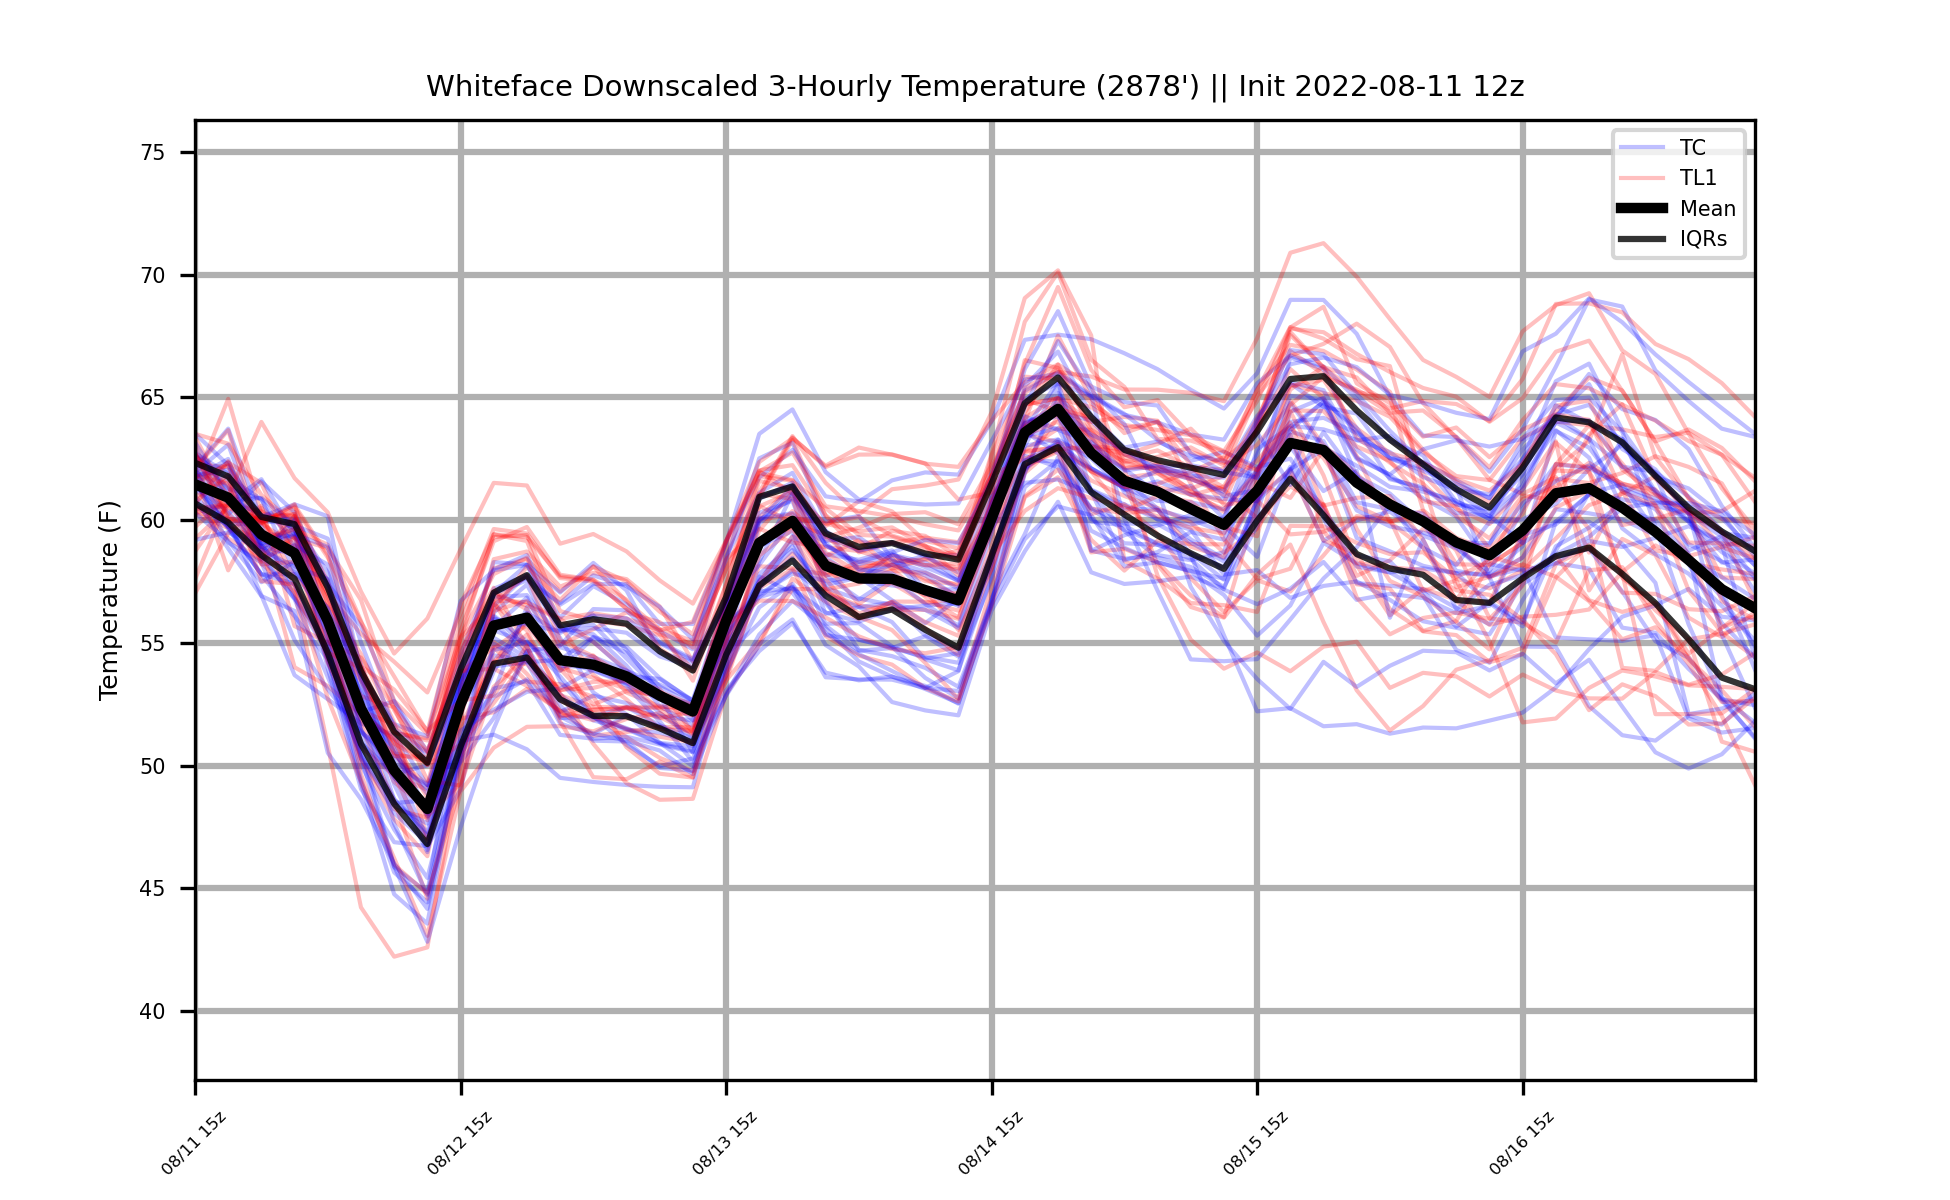 Whiteface Downscaled 3-Hourly Temperature (2878') || Init 2022-08-11 12z
TC
TL1
Mean
IQRs
Temperature (F)
75
70
65
60
55
50
45
40
08/11 15z
08/12 15z
08/13 15z
08/14 15z
08/15 15z
08/16 15z